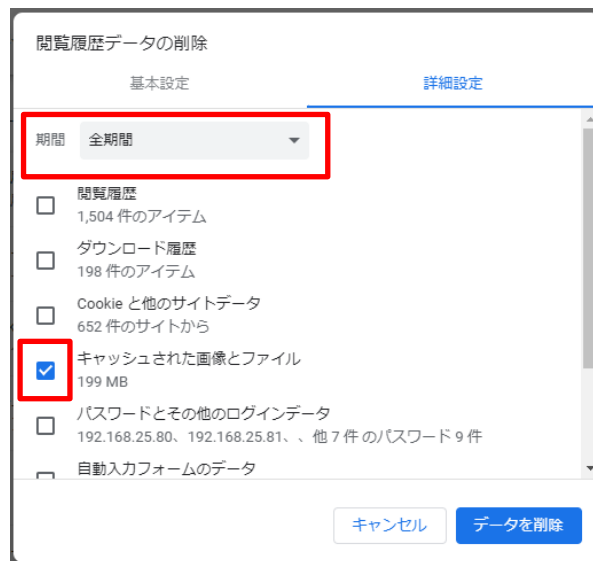 閲覧履歴データの削除
基本設定 詳細設定
期間 全期間
閲覧履歴
1,504 件のアイテム
ダウンロード履歴
198 件のアイテム
Cookie と他のサイトデータ
652 件のサイトから
キャッシュされた画像とファイル
199 MB
パスワードとその他のログインデータ
192.168.25.80、192.168.25.81、、他 7 件 のパスワード 9 件
自動入力フォームのデータ
キャンセル データを削除